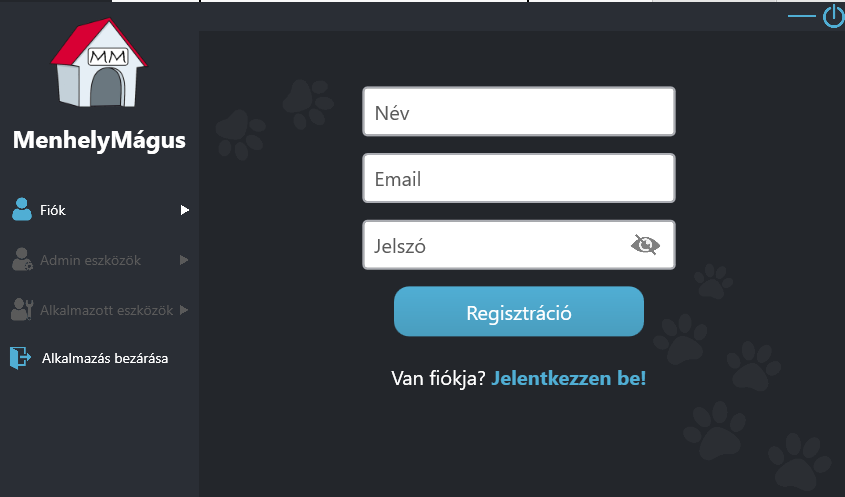 MM
MenhelyMágus
Fiók
Admin eszközök
Alkalmazott eszközök
Alkalmazás bezárása
Név
Email
Jelszó
Regisztráció
Van fiókja? Jelentkezzen be!